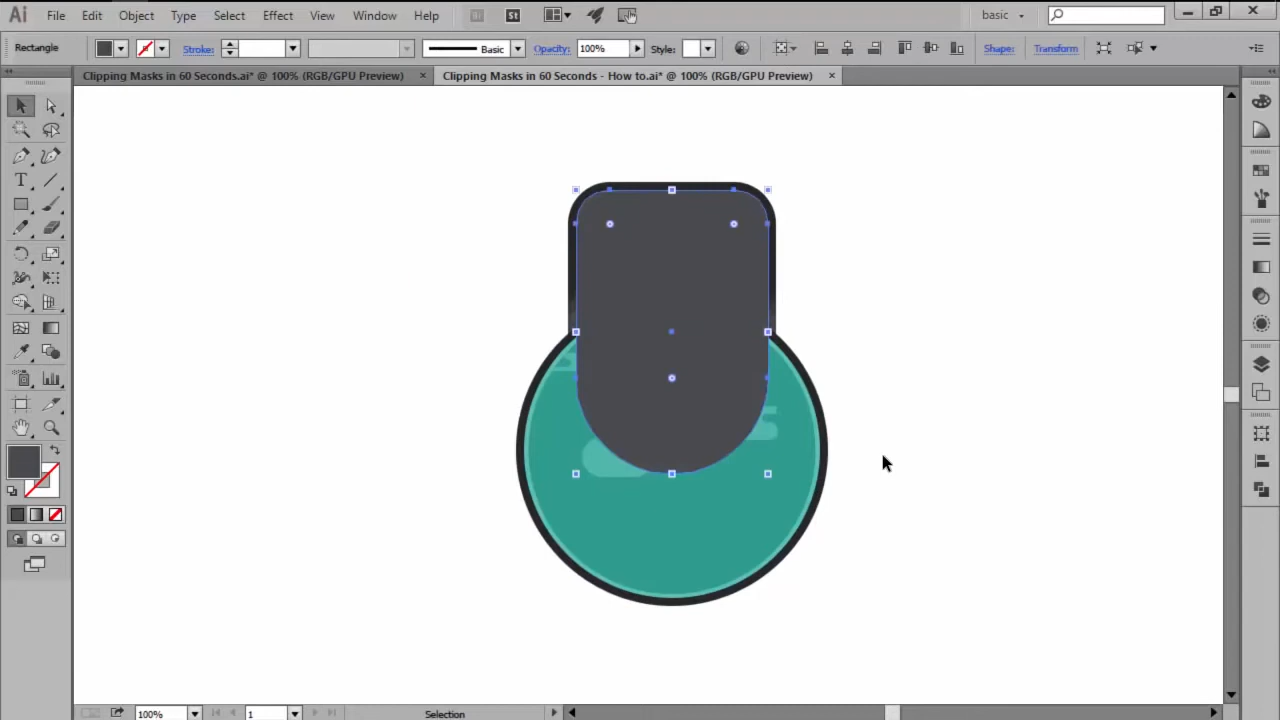 Ai File Edit Object Type Select Effect View Window Help Br St basic
Rectangle Stroke: Basic Opacity: 100% Style: Shape: Transform
Clipping Masks in 60 Seconds.ai* @ 100% (RGB/GPU Preview) × Clipping Masks in 60 Seconds - How to.ai* @ 100% (RGB/GPU Preview) ×
T
100% 1 Selection